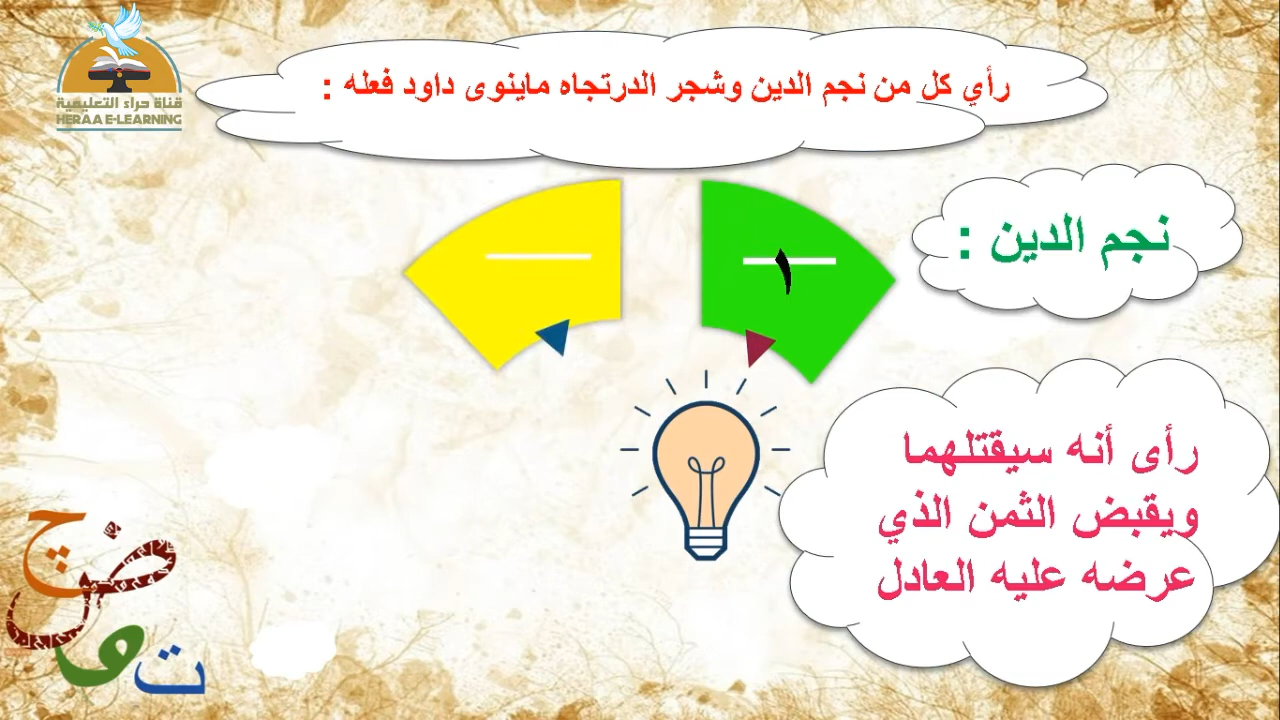 قناة حراء التعليمية
HERAA E-LEARNING
رأي كل من نجم الدين وشجر الدرتجاه ماينوى داود فعله :
نجم الدين :
١
رأى أنه سيقتلهما
ويقبض الثمن الذي
عرضه عليه العادل
ج
ض
و
ت